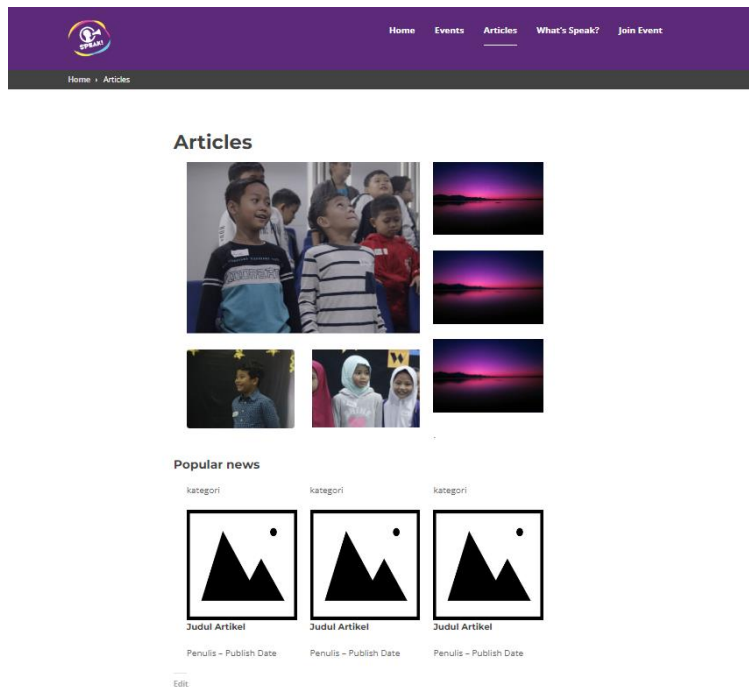 SPEAK!
Home Events Articles What's Speak? Join Event
Home › Articles
Articles
W
.
Popular news
kategori kategori kategori
Judul Artikel Judul Artikel Judul Artikel
Penulis – Publish Date Penulis – Publish Date Penulis – Publish Date
Edit